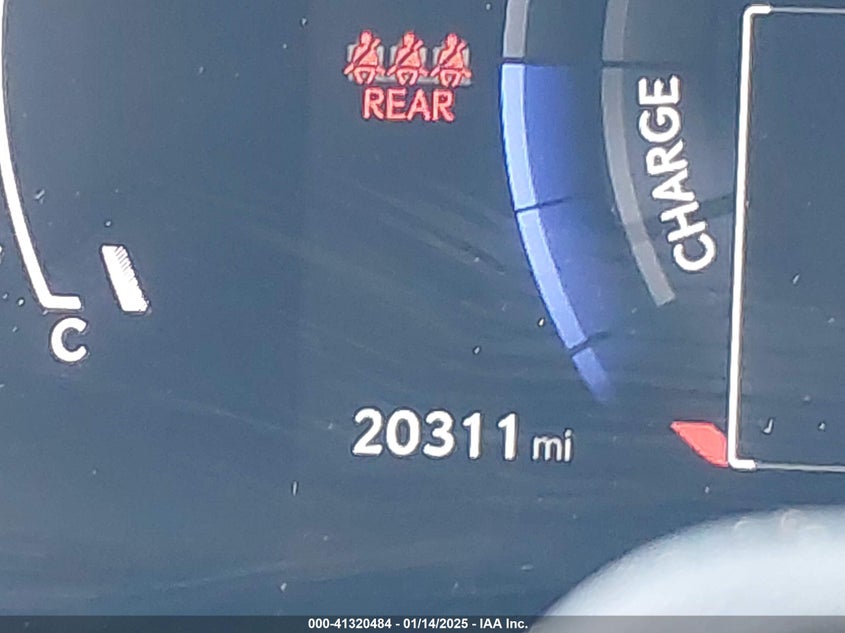 REAR
CHARGE
C
20311 mi
000-41320484 - 01/14/2025 - IAA Inc.